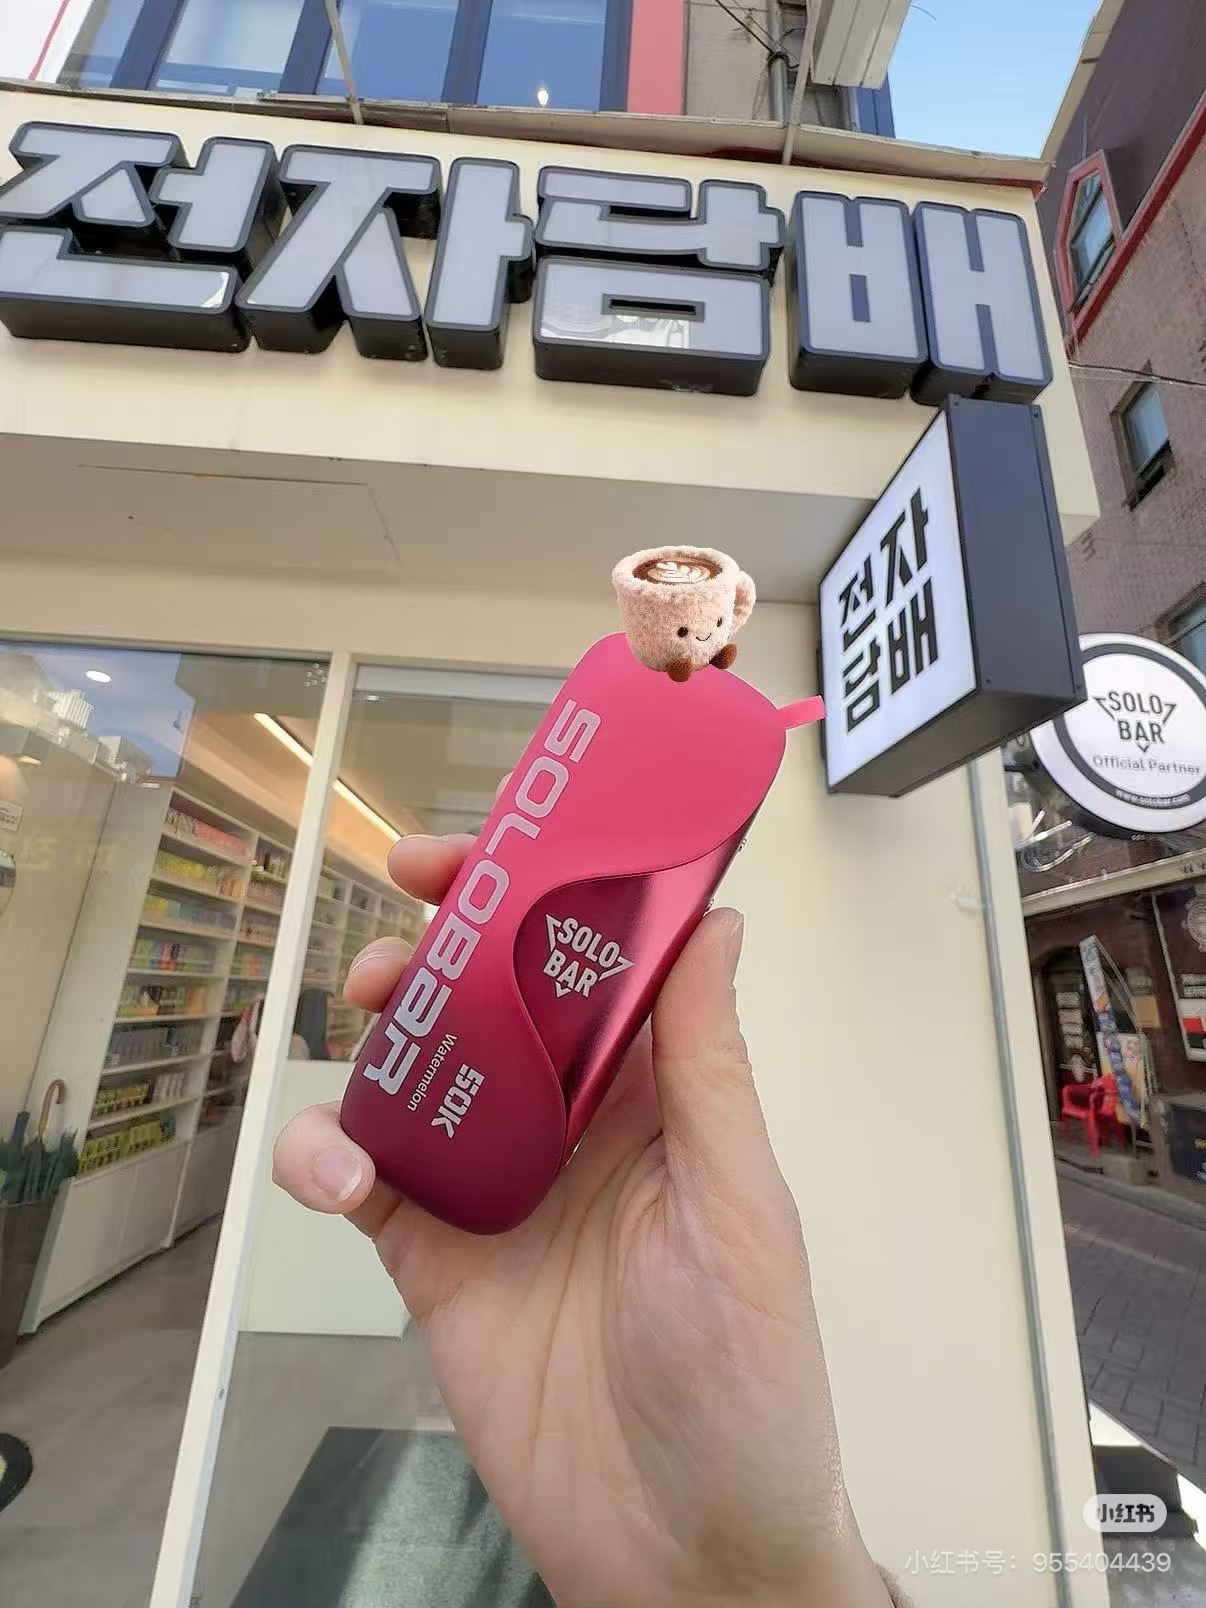 전자담배
전자
담배
SOLO
BAR
Official Partner
www.solobar.com
SOLOBAR
SOLO
BAR
Watermelon
50K
小红书
小红书号：955404439